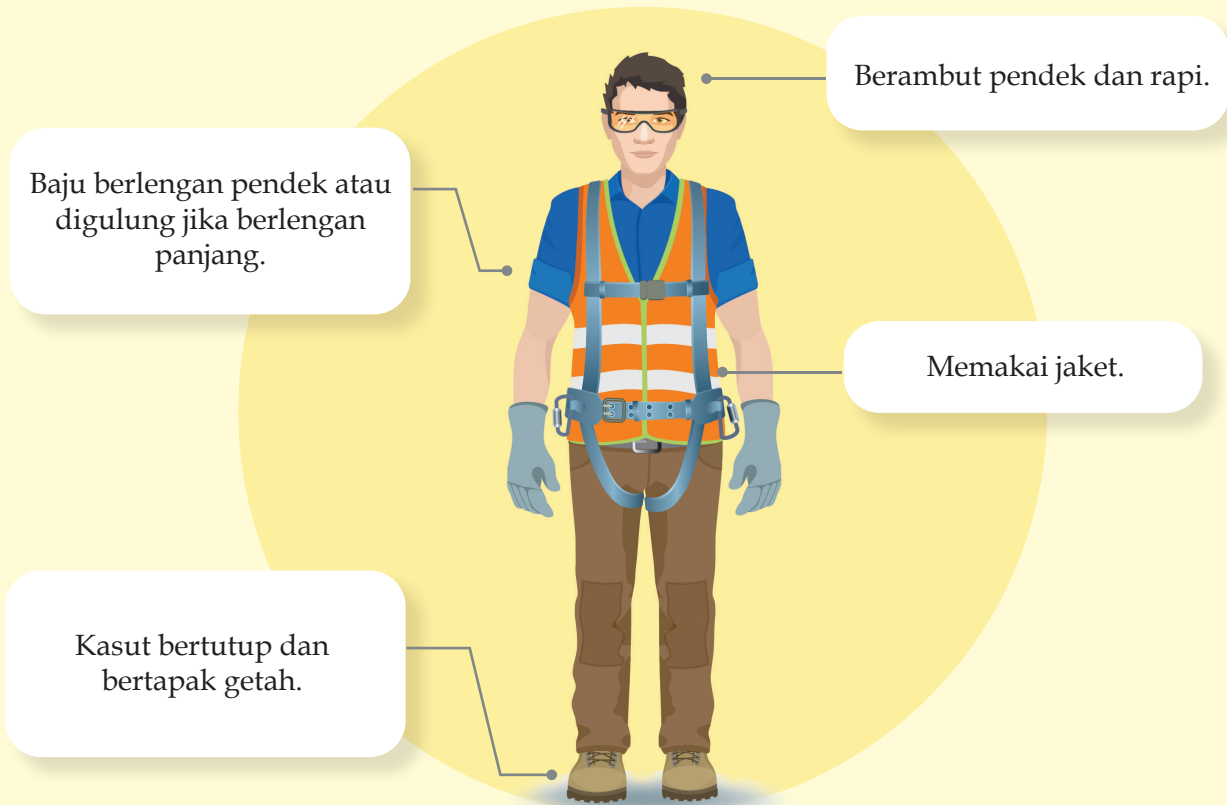 Berambut pendek dan rapi.
Baju berlengan pendek atau
digulung jika berlengan
panjang.
Memakai jaket.
Kasut bertutup dan
bertapak getah.